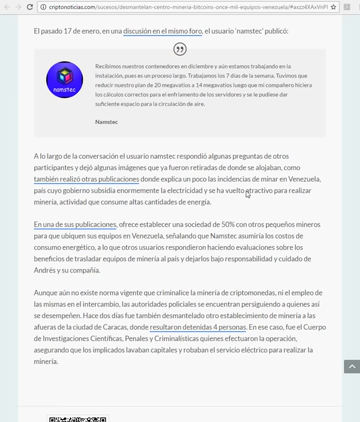 criptonoticias.com/sucesos/desmantelan-centro-mineria-bitcoins-once-mil-equipos-venezuela/
El pasado 17 de enero, en una discusión en el mismo foro, el usuario 'namstec' publicó:
Recibimos nuestros contenedores en diciembre y aún estamos trabajando en la
instalación, pues es un proceso largo. Trabajamos los 7 días de la semana. Tuvimos que
reducir nuestro plan de 20 megavatios a 14 megavatios luego que mi compañero hiciera
los cálculos correctos para el enfriamiento de los servidores y se le pudiese dar
suficiente espacio para la circulación de aire.
namstec
Namstec
A lo largo de la conversación el usuario namstec respondió algunas preguntas de otros
participantes y dejó algunas imágenes que ya fueron retiradas de donde se alojaban, como
también realizó otras publicaciones donde explica un poco las incidencias de minar en Venezuela,
país cuyo gobierno subsidia enormemente la electricidad y se ha vuelto atractivo para realizar
minería, actividad que consume altas cantidades de energía.
En una de sus publicaciones, ofrece establecer una sociedad de 50% con otros pequeños mineros
para que ubiquen sus equipos en Venezuela, señalando que Namstec asumiría los costos de
consumo energético, a lo que otros usuarios respondieron haciendo evaluaciones sobre los
beneficios de trasladar equipos de minería al país y dejarlos bajo responsabilidad y cuidado de
Andrés y su compañía.
Aunque aún no existe norma vigente que criminalice la minería de criptomonedas, ni el empleo de
las mismas en el intercambio, las autoridades policiales se encuentran persiguiendo a quienes así
se desempeñen. Hace dos días fue también desmantelado otro establecimiento de minería a las
afueras de la ciudad de Caracas, donde resultaron detenidas 4 personas. En ese caso, fue el Cuerpo
de Investigaciones Científicas, Penales y Criminalísticas quienes efectuaron la operación,
asegurando que los implicados lavaban capitales y robaban el servicio eléctrico para realizar la
minería.